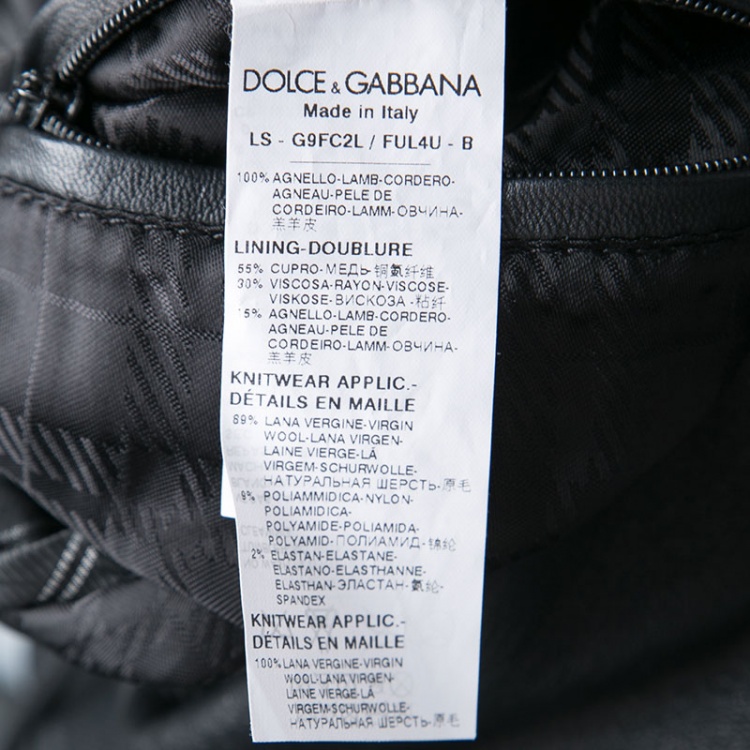 DOLCE & GABBANA
Made in Italy
LS - G9FC2L / FUL4U - B
100% AGNELLO-LAMB-CORDERO-
AGNEAU-PELE DE
CORDEIRO-LAMM-ОВЧИНА-
羔羊皮
LINING-DOUBLURE
55% CUPRO-МЕДЬ-铜氨纤维
30% VISCOSA-RAYON-VISCOSE-
VISKOSE-ВИСКОЗА-粘纤
15% AGNELLO-LAMB-CORDERO-
AGNEAU-PELE DE
CORDEIRO-LAMM-ОВЧИНА-
羔羊皮
KNITWEAR APPLIC.-
DÉTAILS EN MAILLE
89% LANA VERGINE-VIRGIN
WOOL-LANA VIRGEN-
LAINE VIERGE-LÃ
VIRGEM-SCHURWOLLE-
НАТУРАЛЬНАЯ ШЕРСТЬ-原毛
9% POLIAMMIDICA-NYLON-
POLIAMIDICA-
POLYAMIDE-POLIAMIDA-
POLYAMID-ПОЛИАМИД-锦纶
2% ELASTAN-ELASTANE-
ELASTANO-ELASTHANNE-
ELASTHAN-ЭЛАСТАН-氨纶-
SPANDEX
KNITWEAR APPLIC.-
DÉTAILS EN MAILLE
100% LANA VERGINE-VIRGIN
WOOL-LANA VIRGEN-
LAINE VIERGE-LÃ
VIRGEM-SCHURWOLLE-
НАТУРАЛЬНАЯ ШЕРСТЬ-原毛